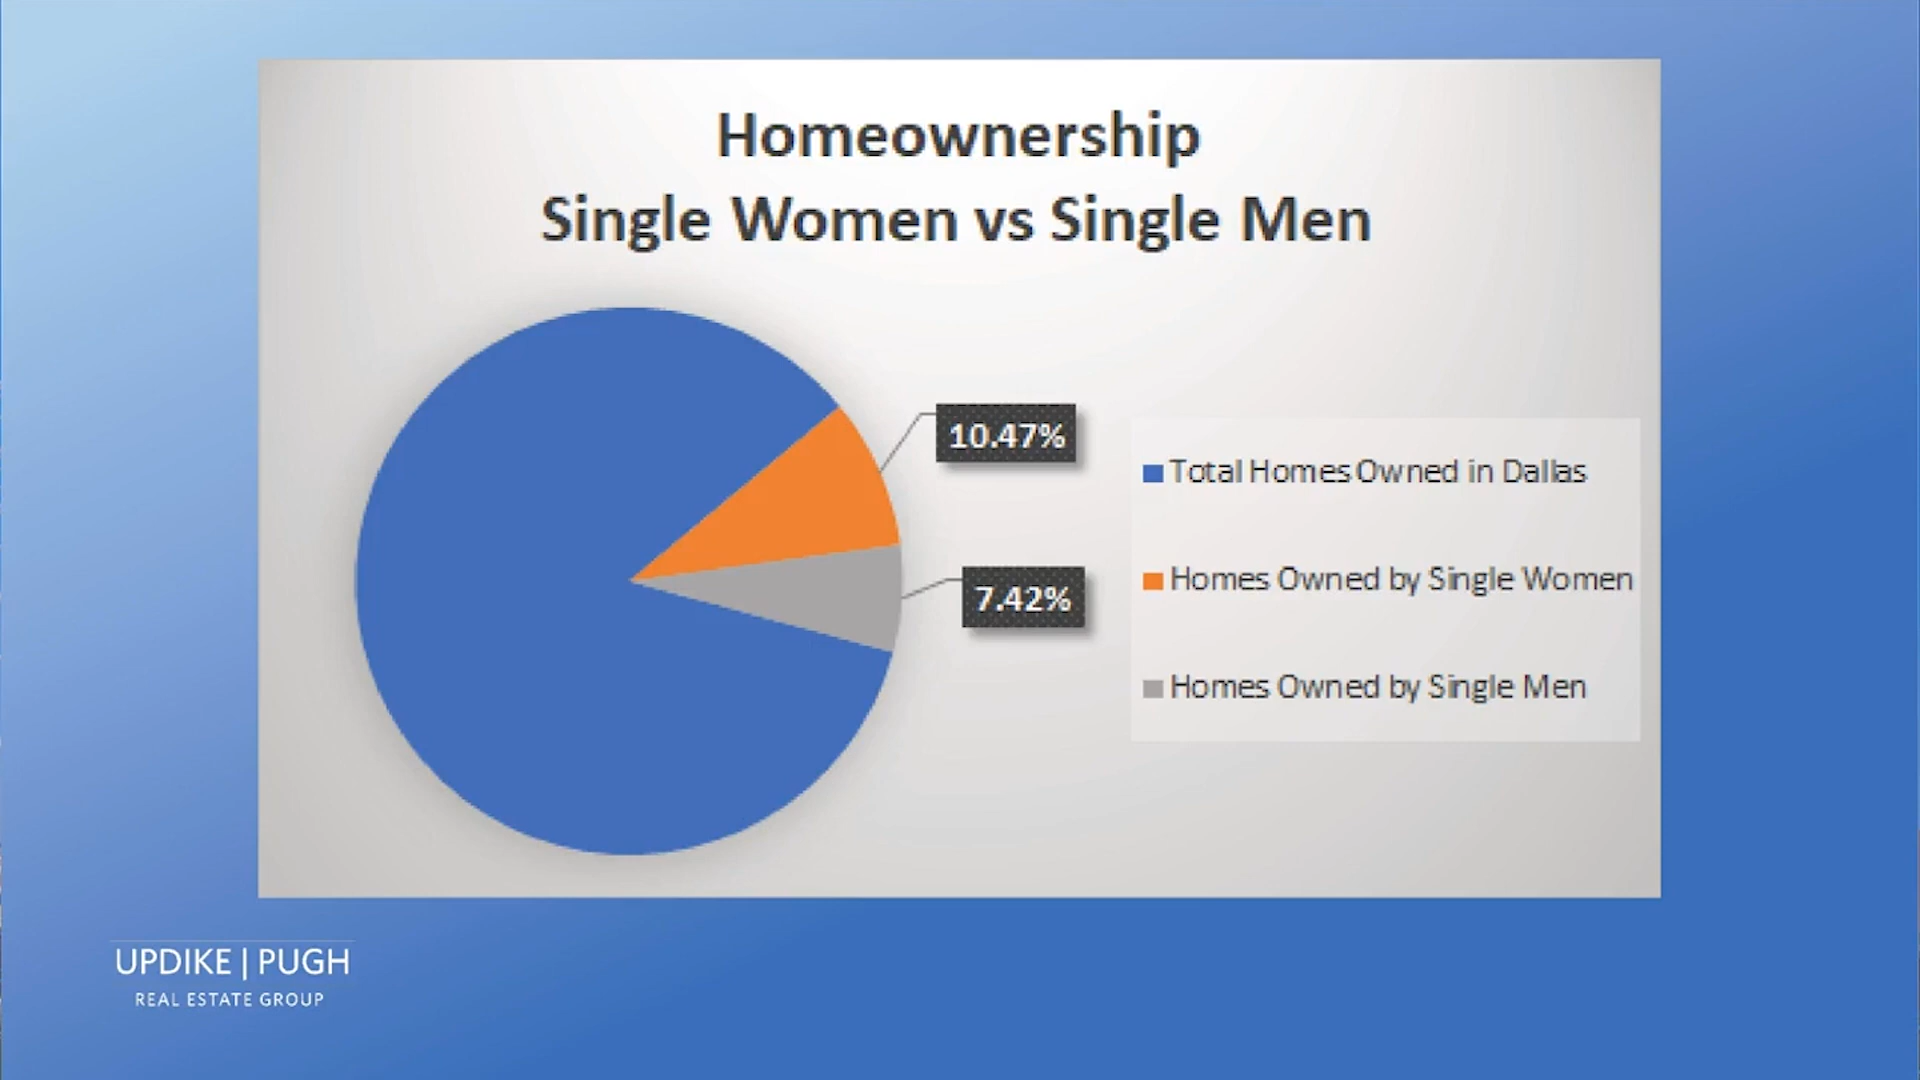 Homeownership
Single Women vs Single Men
10.47%
7.42%
Total Homes Owned in Dallas
Homes Owned by Single Women
Homes Owned by Single Men
UPDIKE | PUGH
REAL ESTATE GROUP